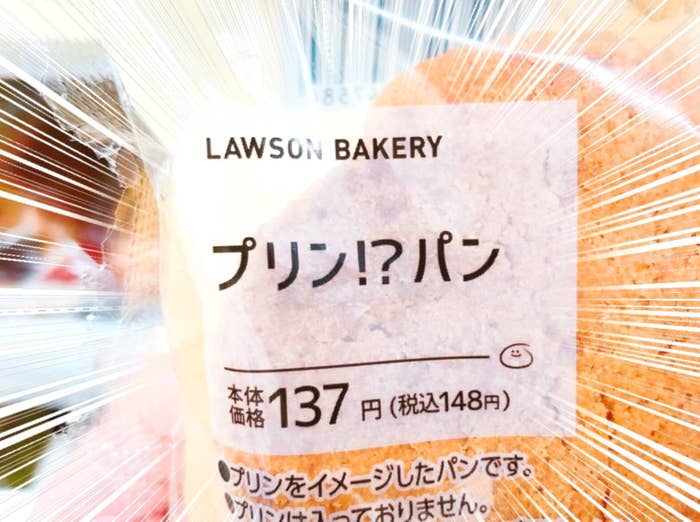 LAWSON BAKERY
プリン!?パン
本体価格137円(税込148円)
●プリンをイメージしたパンです。
●プリンは入っておりません。